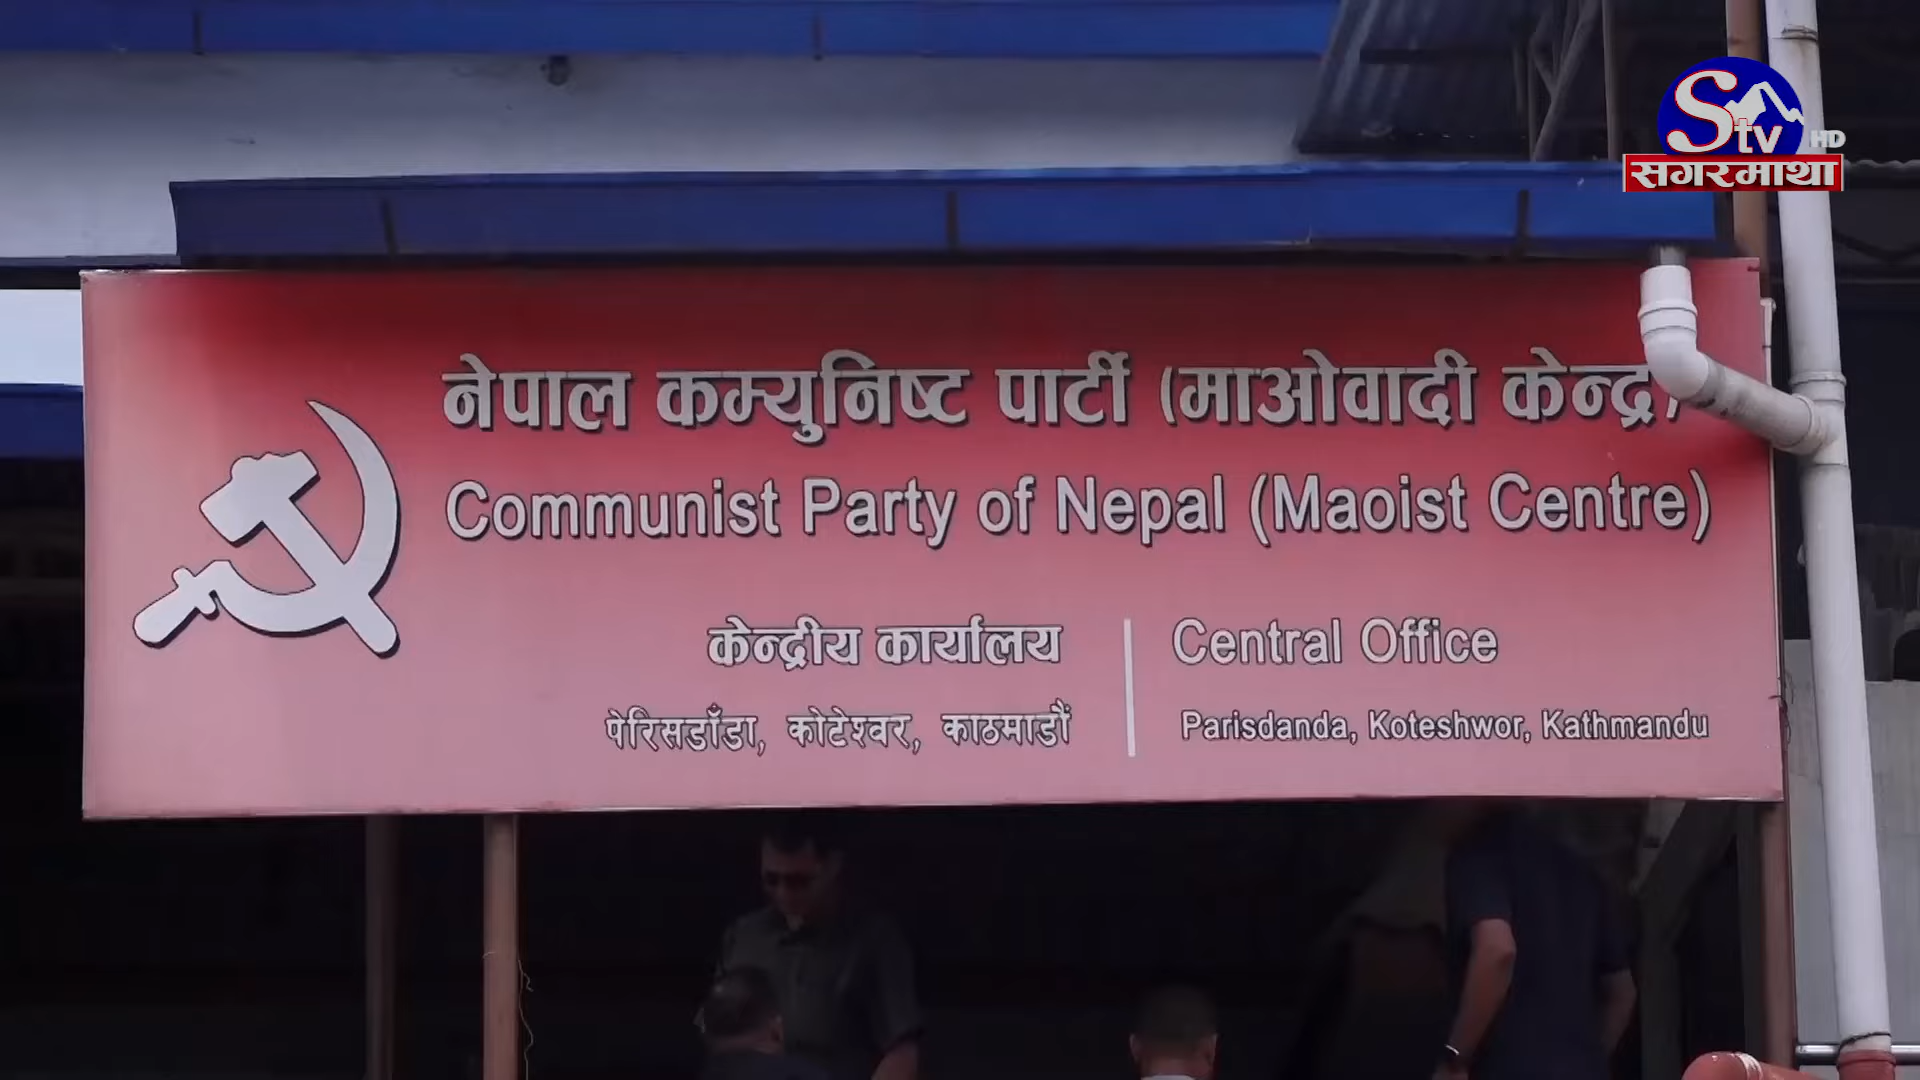 Stv HD
सगरमाथा
नेपाल कम्युनिष्ट पार्टी (माओवादी केन्द्र)
Communist Party of Nepal (Maoist Centre)
केन्द्रीय कार्यालय
पेरिसडाँडा, कोटेश्वर, काठमाडौं
Central Office
Parisdanda, Koteshwor, Kathmandu